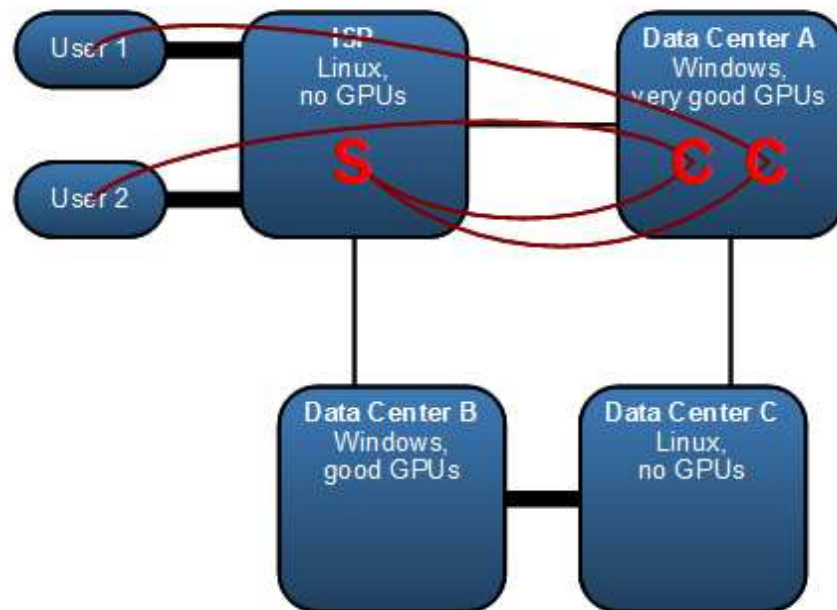 User 1
ISP
Linux,
no GPUs
Data Center A
Windows,
very good GPUs
S
C C
User 2
Data Center B
Windows,
good GPUs
Data Center C
Linux,
no GPUs